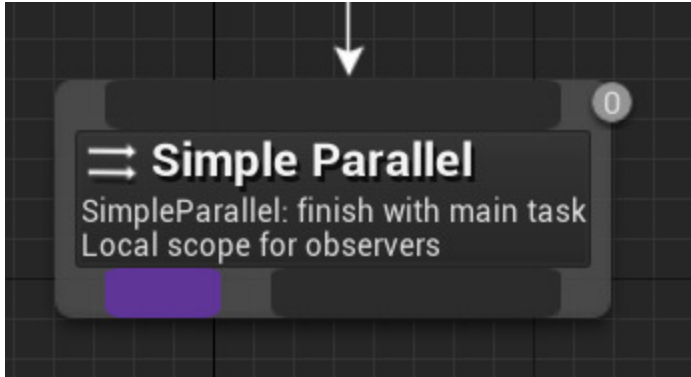 0
Simple Parallel
SimpleParallel: finish with main task
Local scope for observers